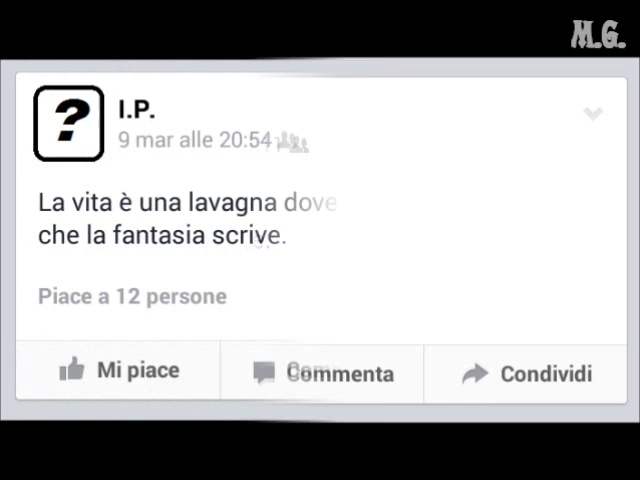 M.G.
?
I.P.
9 mar alle 20:54
La vita è una lavagna dove
che la fantasia scrive.
Piace a 12 persone
Mi piace Commenta Condividi